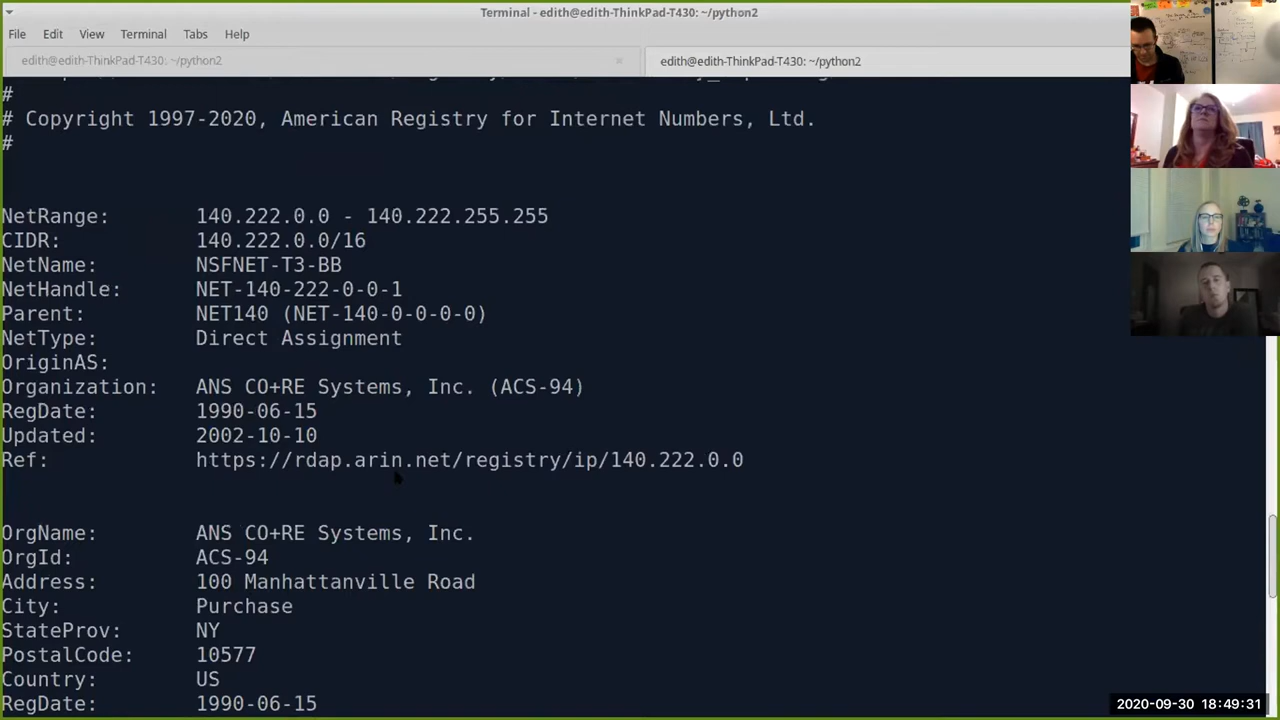 Terminal - edith@edith-ThinkPad-T430: ~/python2
File Edit View Terminal Tabs Help
edith@edith-ThinkPad-T430: ~/python2
edith@edith-ThinkPad-T430: ~/python2
#
# Copyright 1997-2020, American Registry for Internet Numbers, Ltd.
#
NetRange: 140.222.0.0 - 140.222.255.255
CIDR: 140.222.0.0/16
NetName: NSFNET-T3-BB
NetHandle: NET-140-222-0-0-1
Parent: NET140 (NET-140-0-0-0-0)
NetType: Direct Assignment
OriginAS:
Organization: ANS CO+RE Systems, Inc. (ACS-94)
RegDate: 1990-06-15
Updated: 2002-10-10
Ref: https://rdap.arin.net/registry/ip/140.222.0.0
OrgName: ANS CO+RE Systems, Inc.
OrgId: ACS-94
Address: 100 Manhattanville Road
City: Purchase
StateProv: NY
PostalCode: 10577
Country: US
RegDate: 1990-06-15
2020-09-30 18:49:31